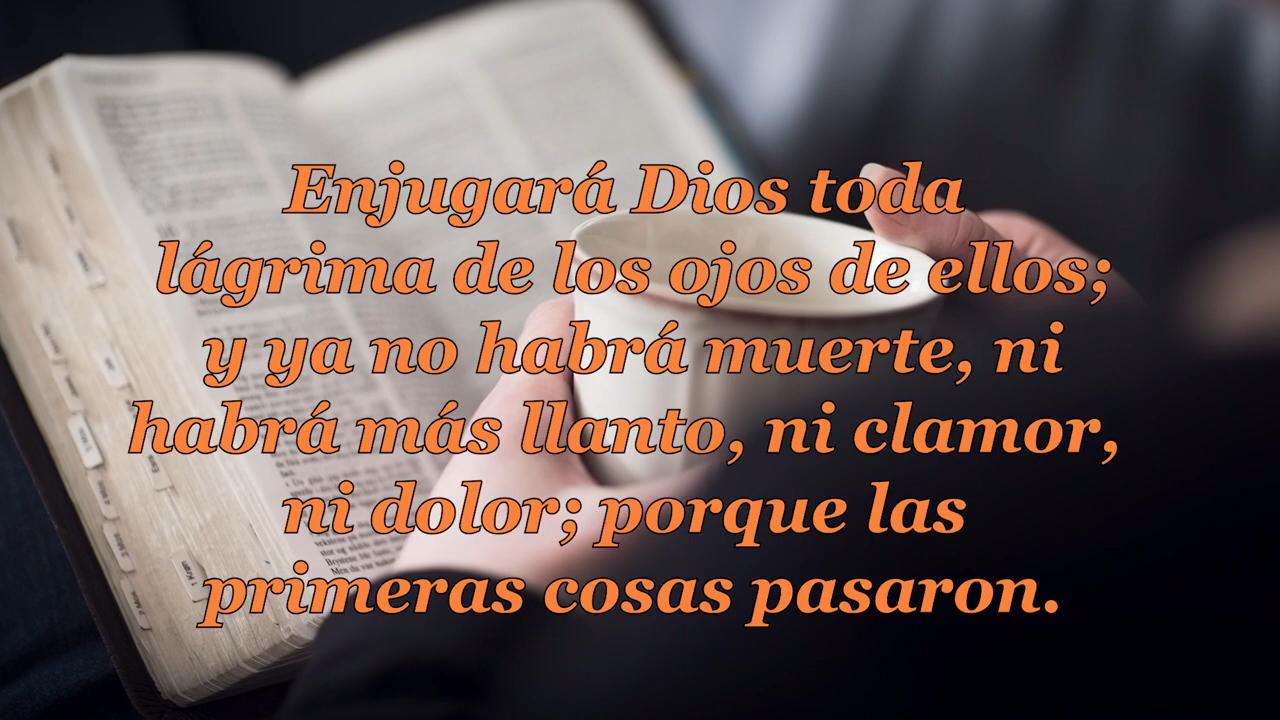 Enjugará Dios toda
lágrima de los ojos de ellos;
y ya no habrá muerte, ni
habrá más llanto, ni clamor,
ni dolor; porque las
primeras cosas pasaron.